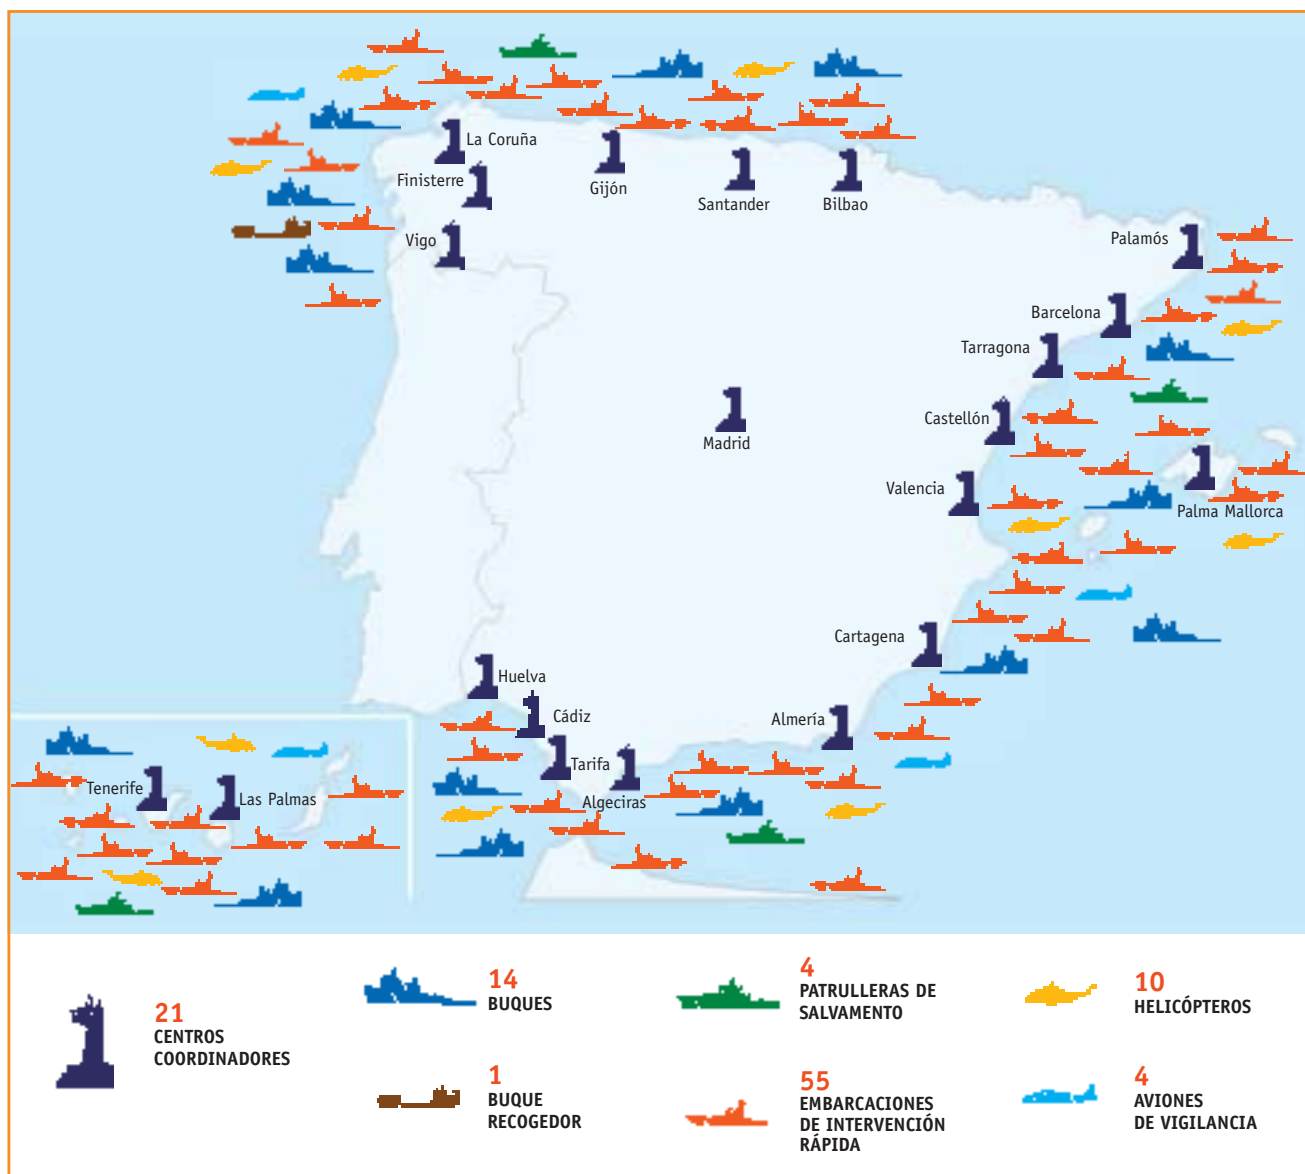 La Coruña
Finisterre
Vigo
Gijón
Santander
Bilbao
Palamós
Barcelona
Tarragona
Castellón
Madrid
Valencia
Palma Mallorca
Cartagena
Huelva
Cádiz
Almería
Tarifa
Algeciras
Tenerife
Las Palmas
21
CENTROS
COORDINADORES
14
BUQUES
1
BUQUE
RECOGEDOR
4
PATRULLERAS DE
SALVAMENTO
55
EMBARCACIONES
DE INTERVENCIÓN
RÁPIDA
10
HELICÓPTEROS
4
AVIONES
DE VIGILANCIA